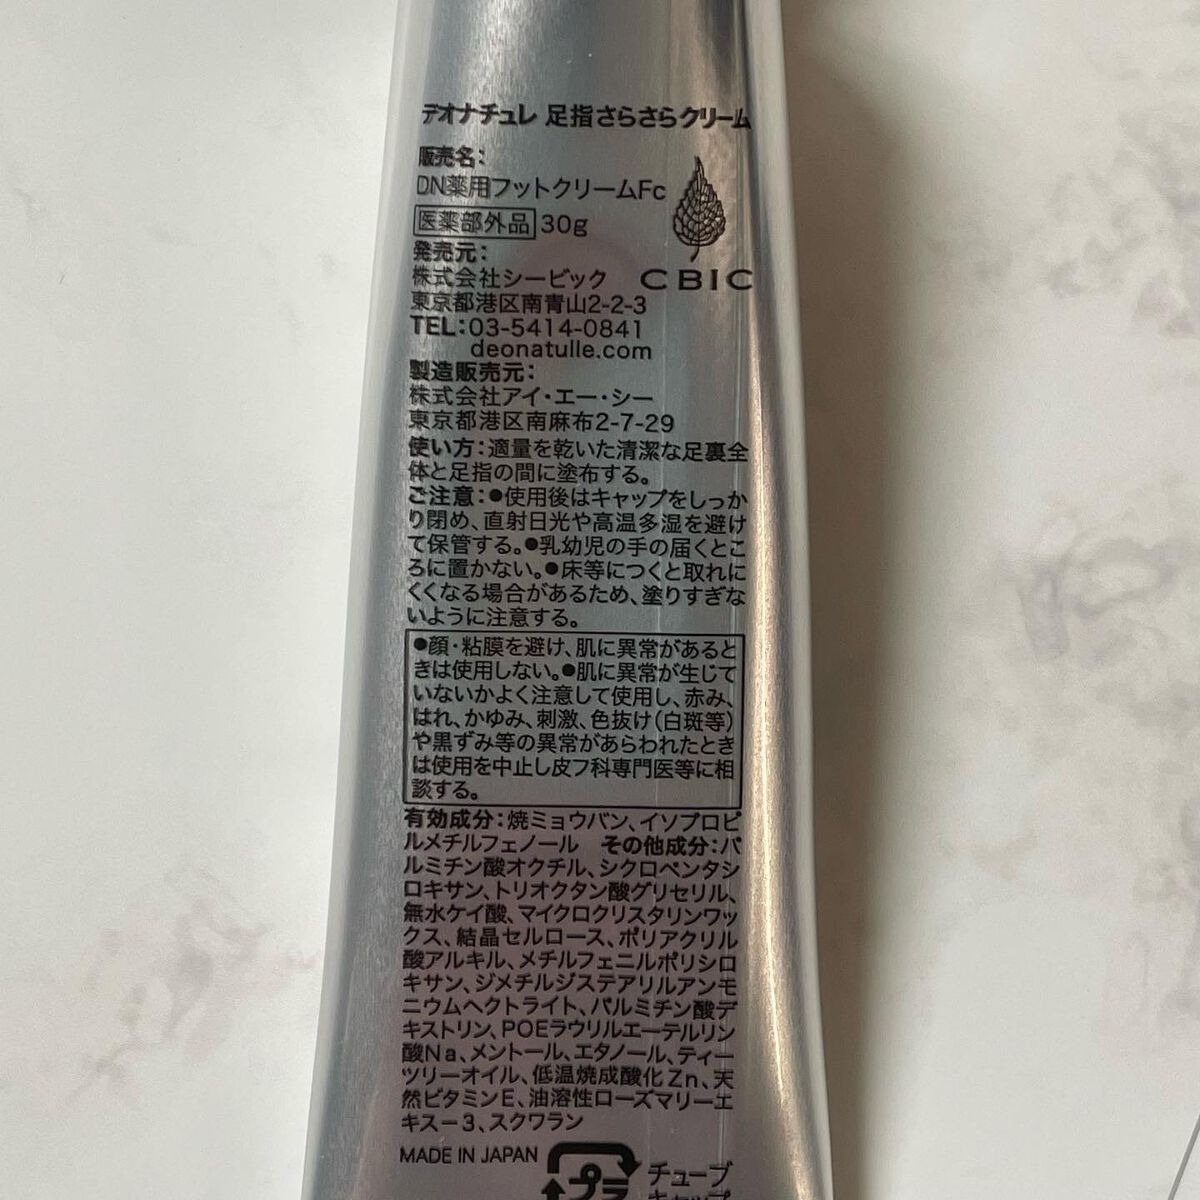 デオナチュレ 足指さらさらクリーム
販売名:
DN薬用フットクリームFc
医薬部外品 30g
発売元:
株式会社シービック
CBIC
東京都港区南青山2-2-3
TEL:03-5414-0841
deonatulle.com
製造販売元:
株式会社アイ・エー・シー
東京都港区南麻布2-7-29
使い方:適量を乾いた清潔な足裏全
体と足指の間に塗布する。
ご注意:●使用後はキャップをしっか
り閉め、直射日光や高温多湿を避け
て保管する。●乳幼児の手の届くとこ
ろに置かない。●床等につくと取れに
くくなる場合があるため、塗りすぎな
いように注意する。
●顔・粘膜を避け、肌に異常があると
きは使用しない。●肌に異常が生じて
いないかよく注意して使用し、赤み、
はれ、かゆみ、刺激、色抜け(白斑等)
や黒ずみ等の異常があらわれたとき
は使用を中止し皮フ科専門医等に相
談する。
有効成分:焼ミョウバン、イソプロピ
ルメチルフェノール その他成分:パ
ルミチン酸オクチル、シクロペンタシ
ロキサン、トリオクタン酸グリセリル、
無水ケイ酸、マイクロクリスタリンワッ
クス、結晶セルロース、ポリアクリル
酸アルキル、メチルフェニルポリシロ
キサン、ジメチルジステアリルアンモ
ニウムヘクトライト、パルミチン酸デ
キストリン、POEラウリルエーテルリン
酸Na、メントール、エタノール、ティー
ツリーオイル、低温焼成酸化Zn、天
然ビタミンE、油溶性ローズマリーエ
キス-3、スクワラン
MADE IN JAPAN
プラ
チューブ
キャップ